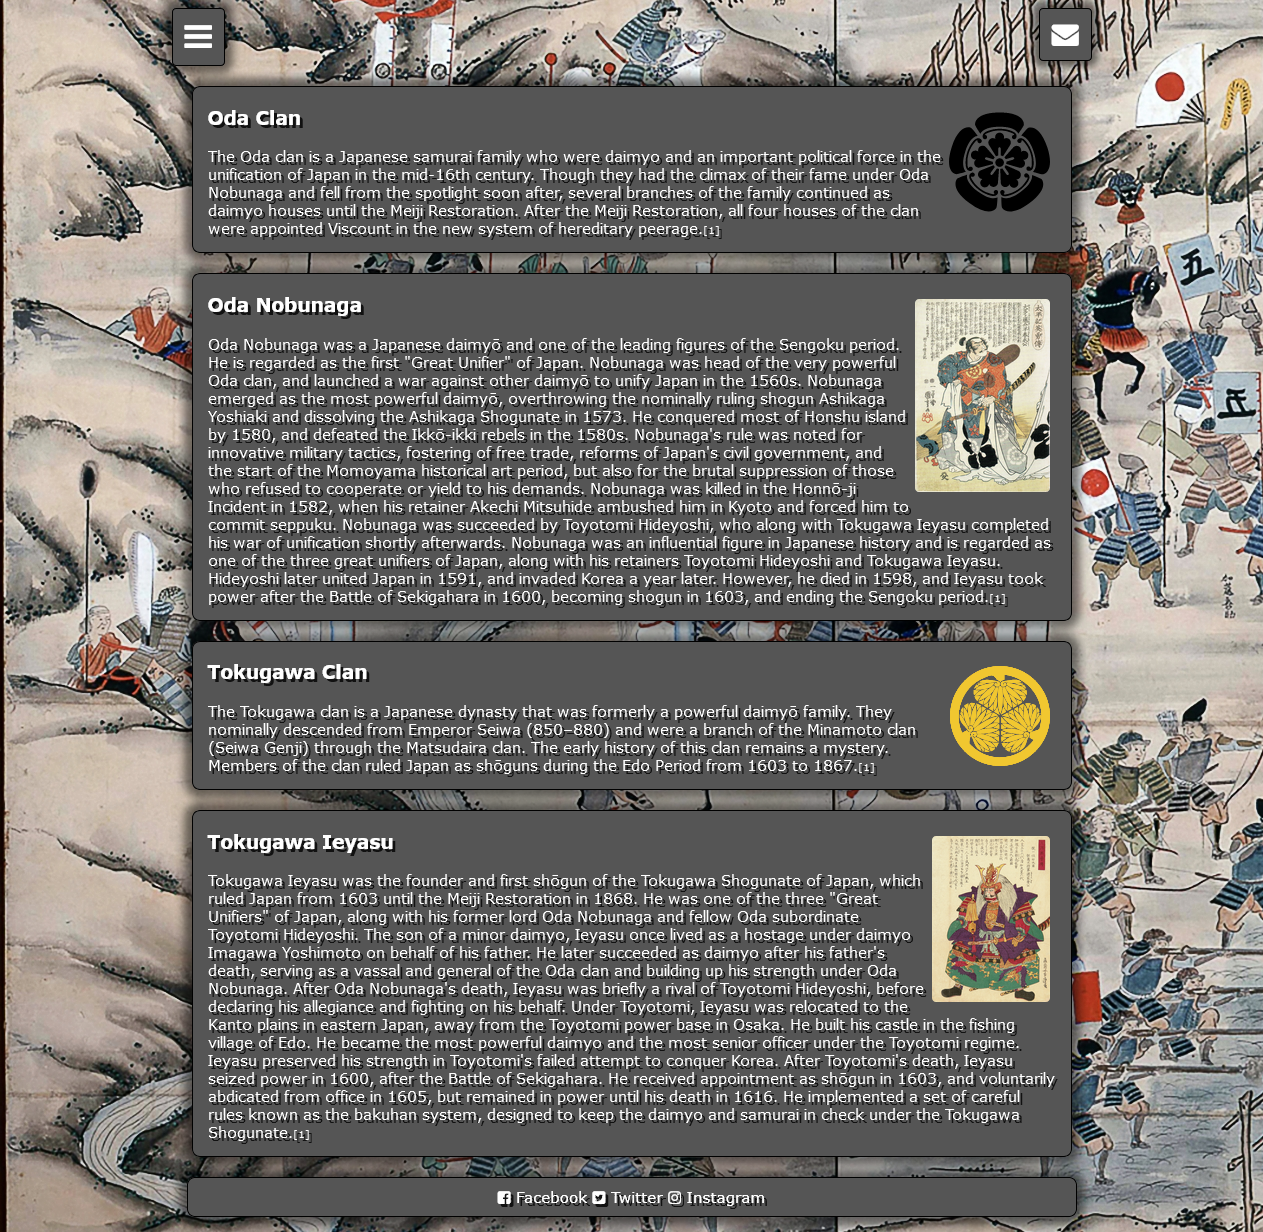 Oda Clan
The Oda clan is a Japanese samurai family who were daimyo and an important political force in the
unification of Japan in the mid-16th century. Though they had the climax of their fame under Oda
Nobunaga and fell from the spotlight soon after, several branches of the family continued as
daimyo houses until the Meiji Restoration. After the Meiji Restoration, all four houses of the clan
were appointed Viscount in the new system of hereditary peerage.[1]
Oda Nobunaga
Oda Nobunaga was a Japanese daimyō and one of the leading figures of the Sengoku period.
He is regarded as the first "Great Unifier" of Japan. Nobunaga was head of the very powerful
Oda clan, and launched a war against other daimyō to unify Japan in the 1560s. Nobunaga
emerged as the most powerful daimyō, overthrowing the nominally ruling shogun Ashikaga
Yoshiaki and dissolving the Ashikaga Shogunate in 1573. He conquered most of Honshu island
by 1580, and defeated the Ikkō-ikki rebels in the 1580s. Nobunaga's rule was noted for
innovative military tactics, fostering of free trade, reforms of Japan's civil government, and
the start of the Momoyama historical art period, but also for the brutal suppression of those
who refused to cooperate or yield to his demands. Nobunaga was killed in the Honnō-ji
Incident in 1582, when his retainer Akechi Mitsuhide ambushed him in Kyoto and forced him to
commit seppuku. Nobunaga was succeeded by Toyotomi Hideyoshi, who along with Tokugawa Ieyasu completed
his war of unification shortly afterwards. Nobunaga was an influential figure in Japanese history and is regarded as
one of the three great unifiers of Japan, along with his retainers Toyotomi Hideyoshi and Tokugawa Ieyasu.
Hideyoshi later united Japan in 1591, and invaded Korea a year later. However, he died in 1598, and Ieyasu took
power after the Battle of Sekigahara in 1600, becoming shogun in 1603, and ending the Sengoku period.[1]
五
五
Tokugawa Clan
The Tokugawa clan is a Japanese dynasty that was formerly a powerful daimyō family. They
nominally descended from Emperor Seiwa (850–880) and were a branch of the Minamoto clan
(Seiwa Genji) through the Matsudaira clan. The early history of this clan remains a mystery.
Members of the clan ruled Japan as shōguns during the Edo Period from 1603 to 1867.[1]
Tokugawa Ieyasu
Tokugawa Ieyasu was the founder and first shōgun of the Tokugawa Shogunate of Japan, which
ruled Japan from 1603 until the Meiji Restoration in 1868. He was one of the three "Great
Unifiers" of Japan, along with his former lord Oda Nobunaga and fellow Oda subordinate
Toyotomi Hideyoshi. The son of a minor daimyo, Ieyasu once lived as a hostage under daimyo
Imagawa Yoshimoto on behalf of his father. He later succeeded as daimyo after his father's
death, serving as a vassal and general of the Oda clan and building up his strength under Oda
Nobunaga. After Oda Nobunaga's death, Ieyasu was briefly a rival of Toyotomi Hideyoshi, before
declaring his allegiance and fighting on his behalf. Under Toyotomi, Ieyasu was relocated to the
Kanto plains in eastern Japan, away from the Toyotomi power base in Osaka. He built his castle in the fishing
village of Edo. He became the most powerful daimyo and the most senior officer under the Toyotomi regime.
Ieyasu preserved his strength in Toyotomi's failed attempt to conquer Korea. After Toyotomi's death, Ieyasu
seized power in 1600, after the Battle of Sekigahara. He received appointment as shōgun in 1603, and voluntarily
abdicated from office in 1605, but remained in power until his death in 1616. He implemented a set of careful
rules known as the bakuhan system, designed to keep the daimyo and samurai in check under the Tokugawa
Shogunate.[1]
Facebook Twitter Instagram